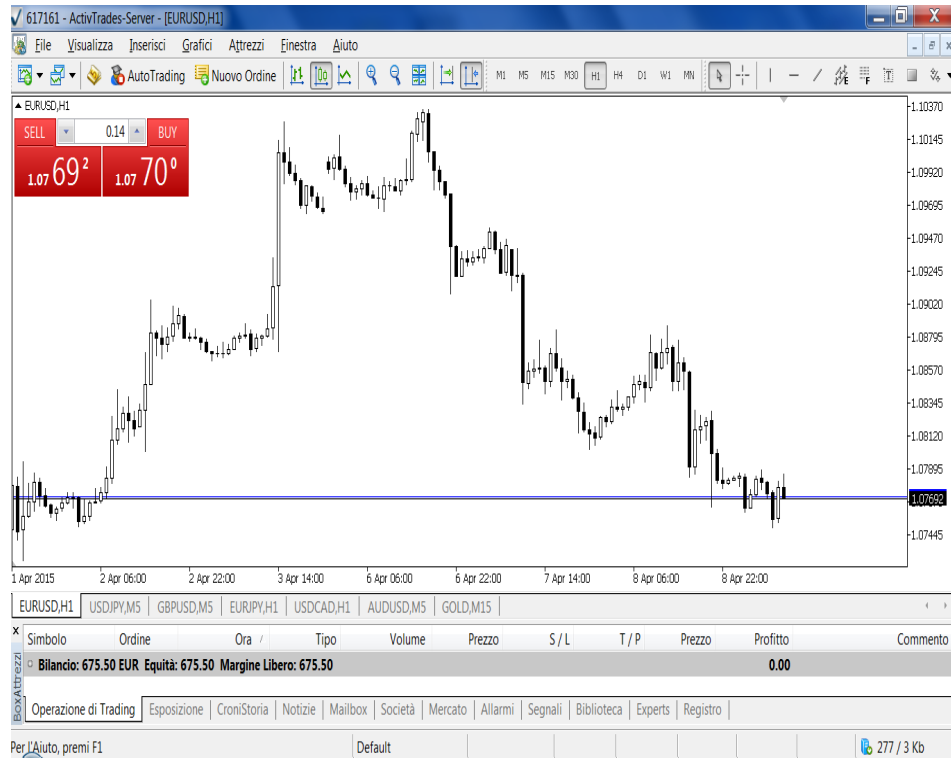 617161 - ActivTrades-Server - [EURUSD,H1]
File Visualizza Inserisci Grafici Attrezzi Finestra Aiuto
AutoTrading Nuovo Ordine M1 M5 M15 M30 H1 H4 D1 W1 MN E F T
EURUSD,H1
SELL 0.14 BUY
1.07 69 2 1.07 70 0
1.10370
1.10145
1.09920
1.09695
1.09470
1.09245
1.09020
1.08795
1.08570
1.08345
1.08120
1.07895
1.07692
1.07445
1 Apr 2015 2 Apr 06:00 2 Apr 22:00 3 Apr 14:00 6 Apr 06:00 6 Apr 22:00 7 Apr 14:00 8 Apr 06:00 8 Apr 22:00
EURUSD,H1 USDJPY,M5 GBPUSD,M5 EURJPY,H1 USDCAD,H1 AUDUSD,M5 GOLD,M15
Simbolo Ordine Ora / Tipo Volume Prezzo S / L T / P Prezzo Profitto Commento
Bilancio: 675.50 EUR Equità: 675.50 Margine Libero: 675.50 0.00
BoxAttrezzi
Operazione di Trading Esposizione CroniStoria Notizie Mailbox Società Mercato Allarmi Segnali Biblioteca Experts Registro
Per l'Aiuto, premi F1 Default 277 / 3 Kb